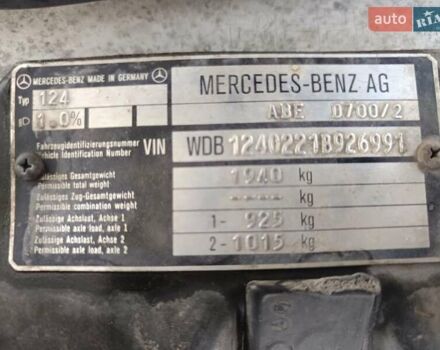 auto RIA
MERCEDES-BENZ MADE IN GERMANY
MERCEDES-BENZ AG
Typ 124
ABE 0700/2
1.0%
Fahrzeugidentifizierungsnummer
Vehicle Identification Number VIN WDB 1240221B926991
Zulässiges Gesamtgewicht
Permissible total weight 1940 kg
Zulässiges Zug-Gesamtgewicht
Permissible combination weight ---- kg
Zulässige Achslast, Achse 1
Permissible axle load, axle 1 1- 925 kg
Zulässige Achslast, Achse 2
Permissible axle load, axle 2 2- 1015 kg